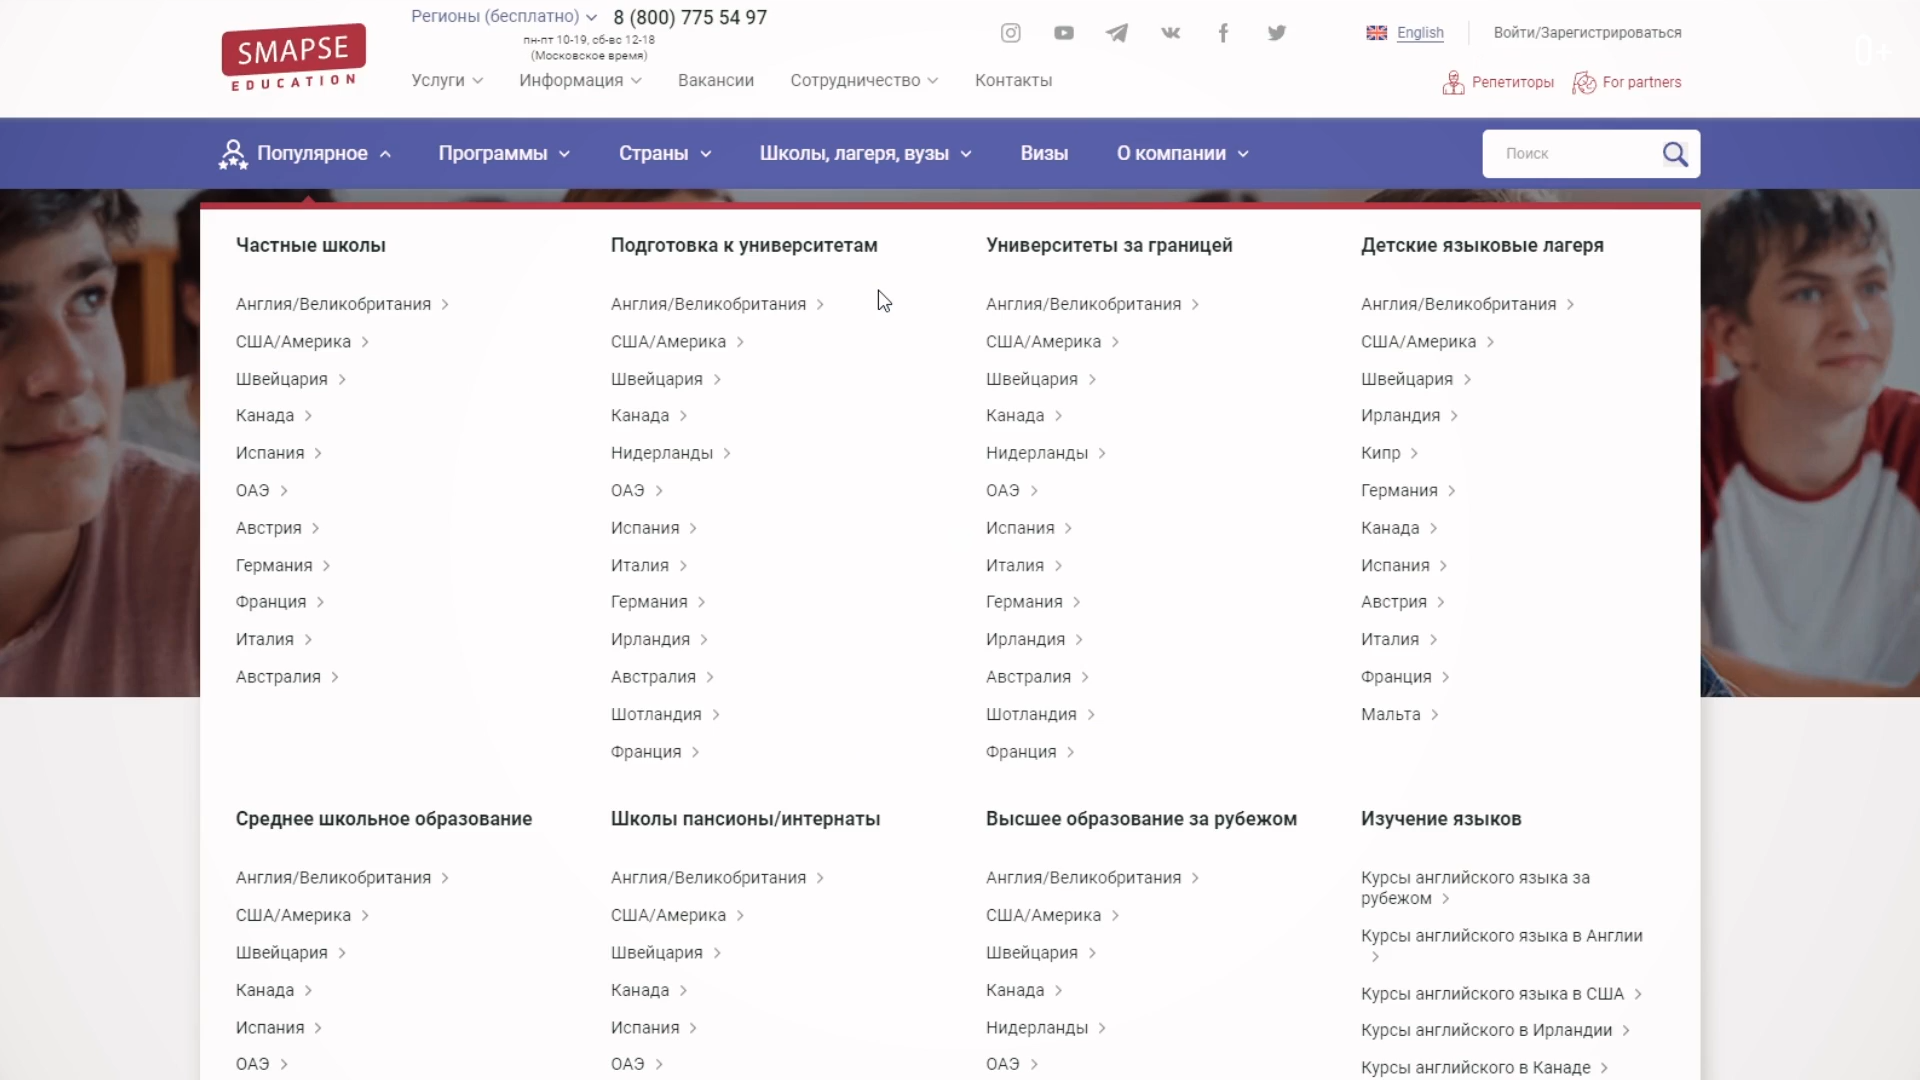 SMAPSE
EDUCATION
Регионы (бесплатно) 8 (800) 775 54 97
пн-пт 10-19, сб-вс 12-18
(Московское время)
English
Войти/Зарегистрироваться
0+
Услуги Информация Вакансии Сотрудничество Контакты
Репетиторы For partners
Популярное Программы Страны Школы, лагеря, вузы Визы О компании Поиск
Частные школы
Англия/Великобритания
США/Америка
Швейцария
Канада
Испания
ОАЭ
Австрия
Германия
Франция
Италия
Австралия
Подготовка к университетам
Англия/Великобритания
США/Америка
Швейцария
Канада
Нидерланды
ОАЭ
Испания
Италия
Германия
Ирландия
Австралия
Шотландия
Франция
Университеты за границей
Англия/Великобритания
США/Америка
Швейцария
Канада
Нидерланды
ОАЭ
Испания
Италия
Германия
Ирландия
Австралия
Шотландия
Франция
Детские языковые лагеря
Англия/Великобритания
США/Америка
Швейцария
Ирландия
Кипр
Германия
Канада
Испания
Австрия
Италия
Франция
Мальта
Среднее школьное образование
Англия/Великобритания
США/Америка
Швейцария
Канада
Испания
ОАЭ
Школы пансионы/интернаты
Англия/Великобритания
США/Америка
Швейцария
Канада
Испания
ОАЭ
Высшее образование за рубежом
Англия/Великобритания
США/Америка
Швейцария
Канада
Нидерланды
ОАЭ
Изучение языков
Курсы английского языка за
рубежом
Курсы английского языка в Англии
Курсы английского языка в США
Курсы английского в Ирландии
Курсы английского в Канаде